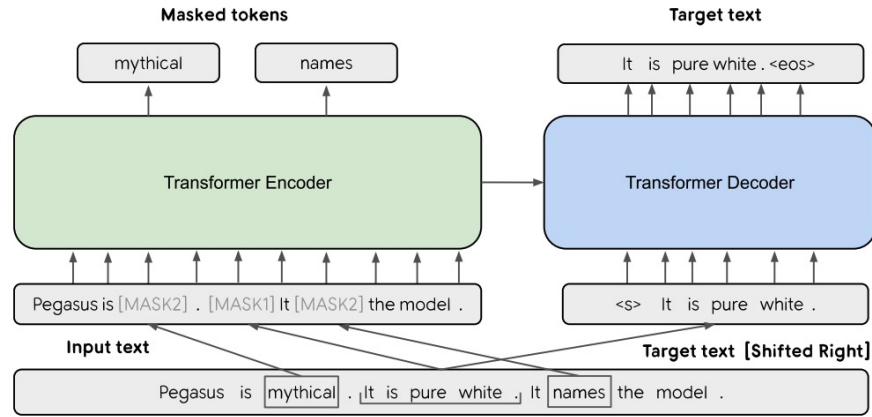 Masked tokens
Target text
mythical
names
It is pure white . <eos>
Transformer Encoder
Transformer Decoder
Pegasus is [MASK2] . [MASK1] It [MASK2] the model .
<s> It is pure white .
Input text
Target text [Shifted Right]
Pegasus is mythical . It is pure white . It names the model .